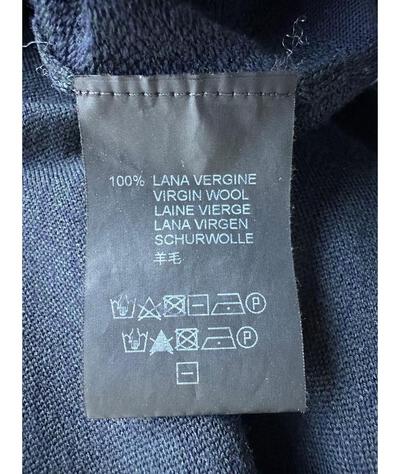 100% LANA VERGINE
VIRGIN WOOL
LAINE VIERGE
LANA VIRGEN
SCHURWOLLE
羊毛
P
P